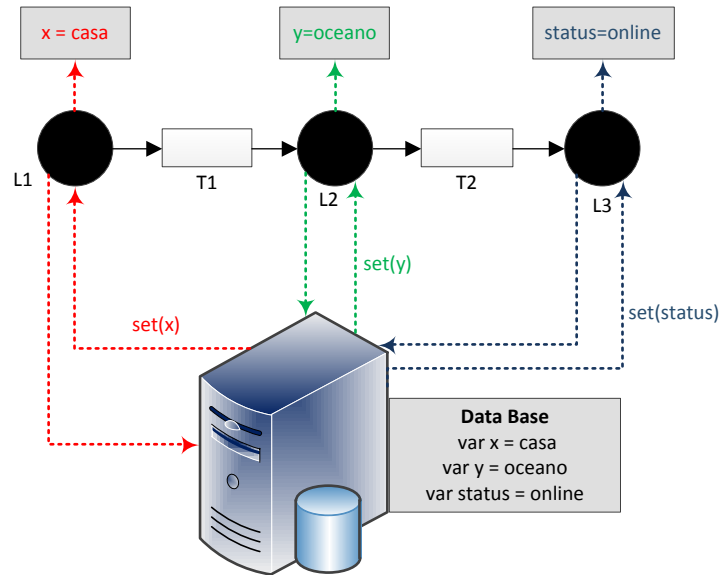 x = casa
y=oceano
status=online
L1
T1
L2
T2
L3
set(x)
set(y)
set(status)
Data Base
var x = casa
var y = oceano
var status = online